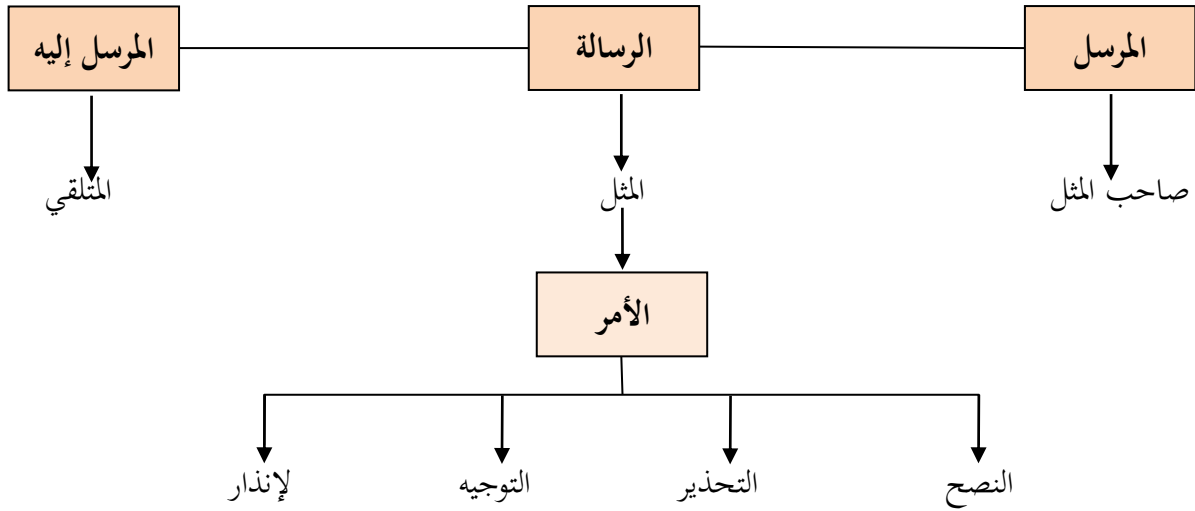 المرسل
الرسالة
المرسل إليه
صاحب المثل
المثل
المتلقي
الأمر
النصح
التحذير
التوجيه
لإنذار